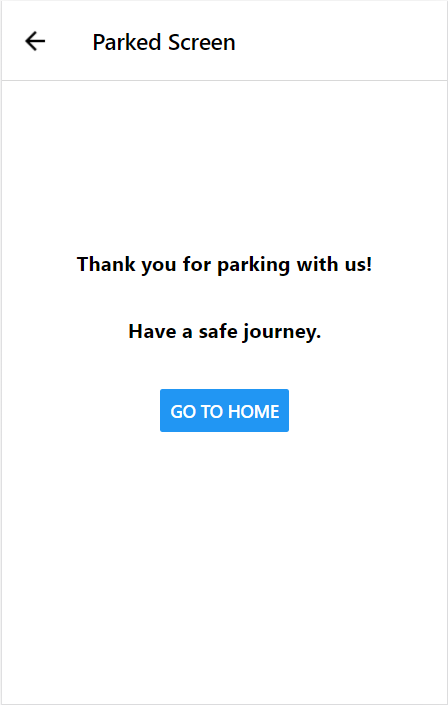 Parked Screen
Thank you for parking with us!
Have a safe journey.
GO TO HOME